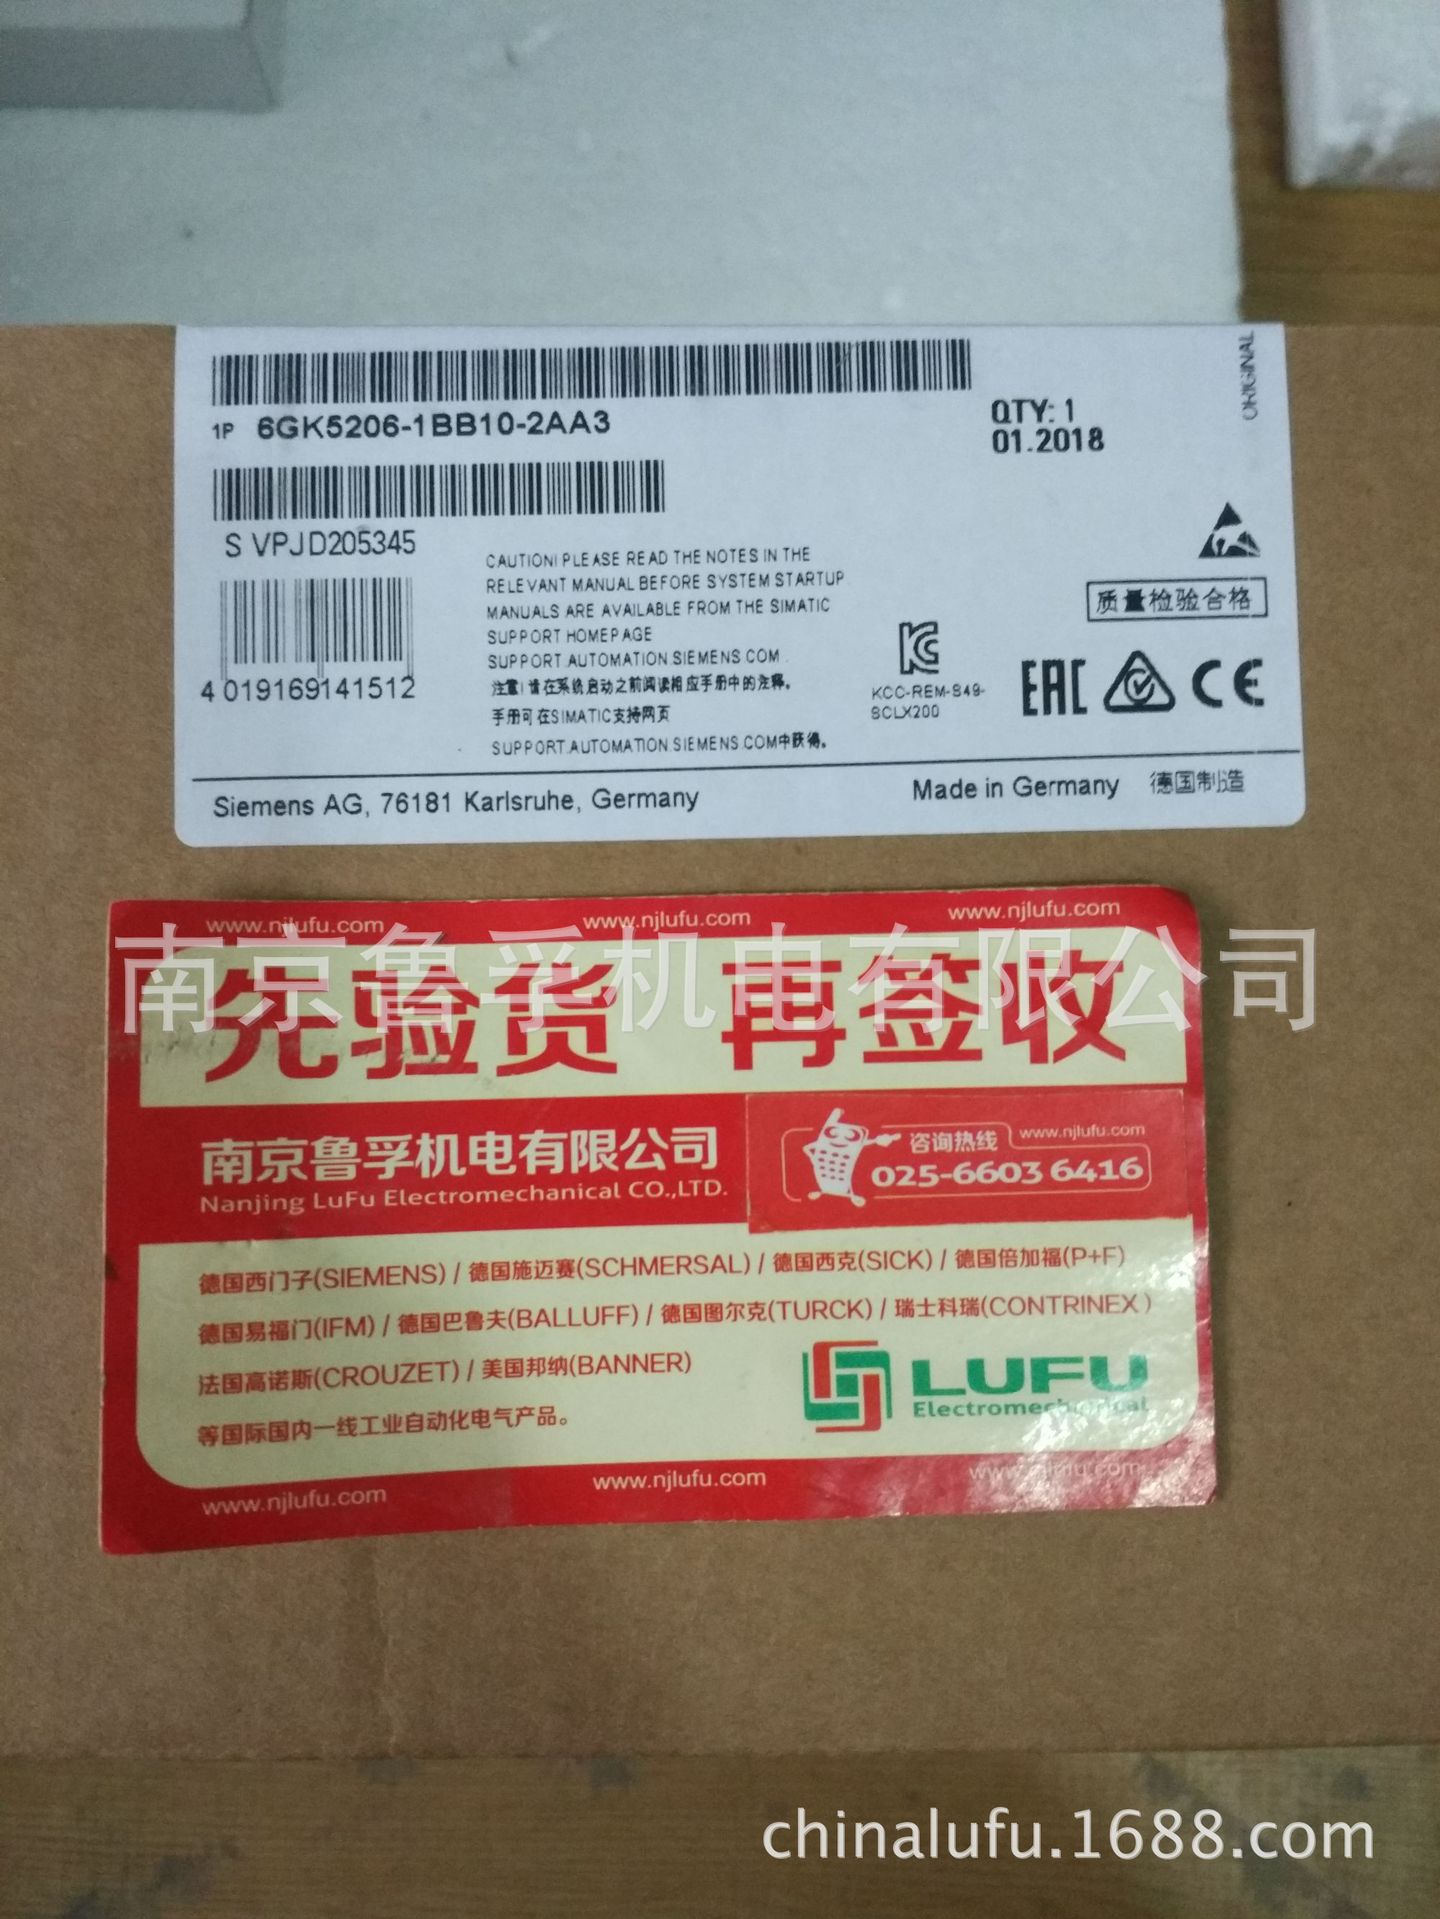 ORIGINAL
1P 6GK5206-1BB10-2AA3
QTY: 1
01.2018
S VPJD205345
CAUTION! PLEASE READ THE NOTES IN THE
RELEVANT MANUAL BEFORE SYSTEM STARTUP.
MANUALS ARE AVAILABLE FROM THE SIMATIC
SUPPORT HOMEPAGE
SUPPORT.AUTOMATION.SIEMENS.COM.
注意!请在系统启动之前阅读相应手册中的注释。
手册可在SIMATIC支持网页
SUPPORT.AUTOMATION.SIEMENS.COM中获得。
4 019169141512
质量检验合格
KCC-REM-S49-
SCLX200
EAC
CE
Siemens AG, 76181 Karlsruhe, Germany
Made in Germany 德国制造
www.njlufu.com www.njlufu.com www.njlufu.com
南京鲁孚机电有限公司
先验货 再签收
南京鲁孚机电有限公司
Nanjing LuFu Electromechanical CO.,LTD.
咨询热线 www.njlufu.com
025-6603 6416
德国西门子(SIEMENS) / 德国施迈赛(SCHMERSAL) / 德国西克(SICK) / 德国倍加福(P+F)
德国易福门(IFM) / 德国巴鲁夫(BALLUFF) / 德国图尔克(TURCK) / 瑞士科瑞(CONTRINEX)
法国高诺斯(CROUZET) / 美国邦纳(BANNER)
等国际国内一线工业自动化电气产品。
LUFU
Electromechanical
www.njlufu.com www.njlufu.com www.njlufu.com
chinalufu.1688.com